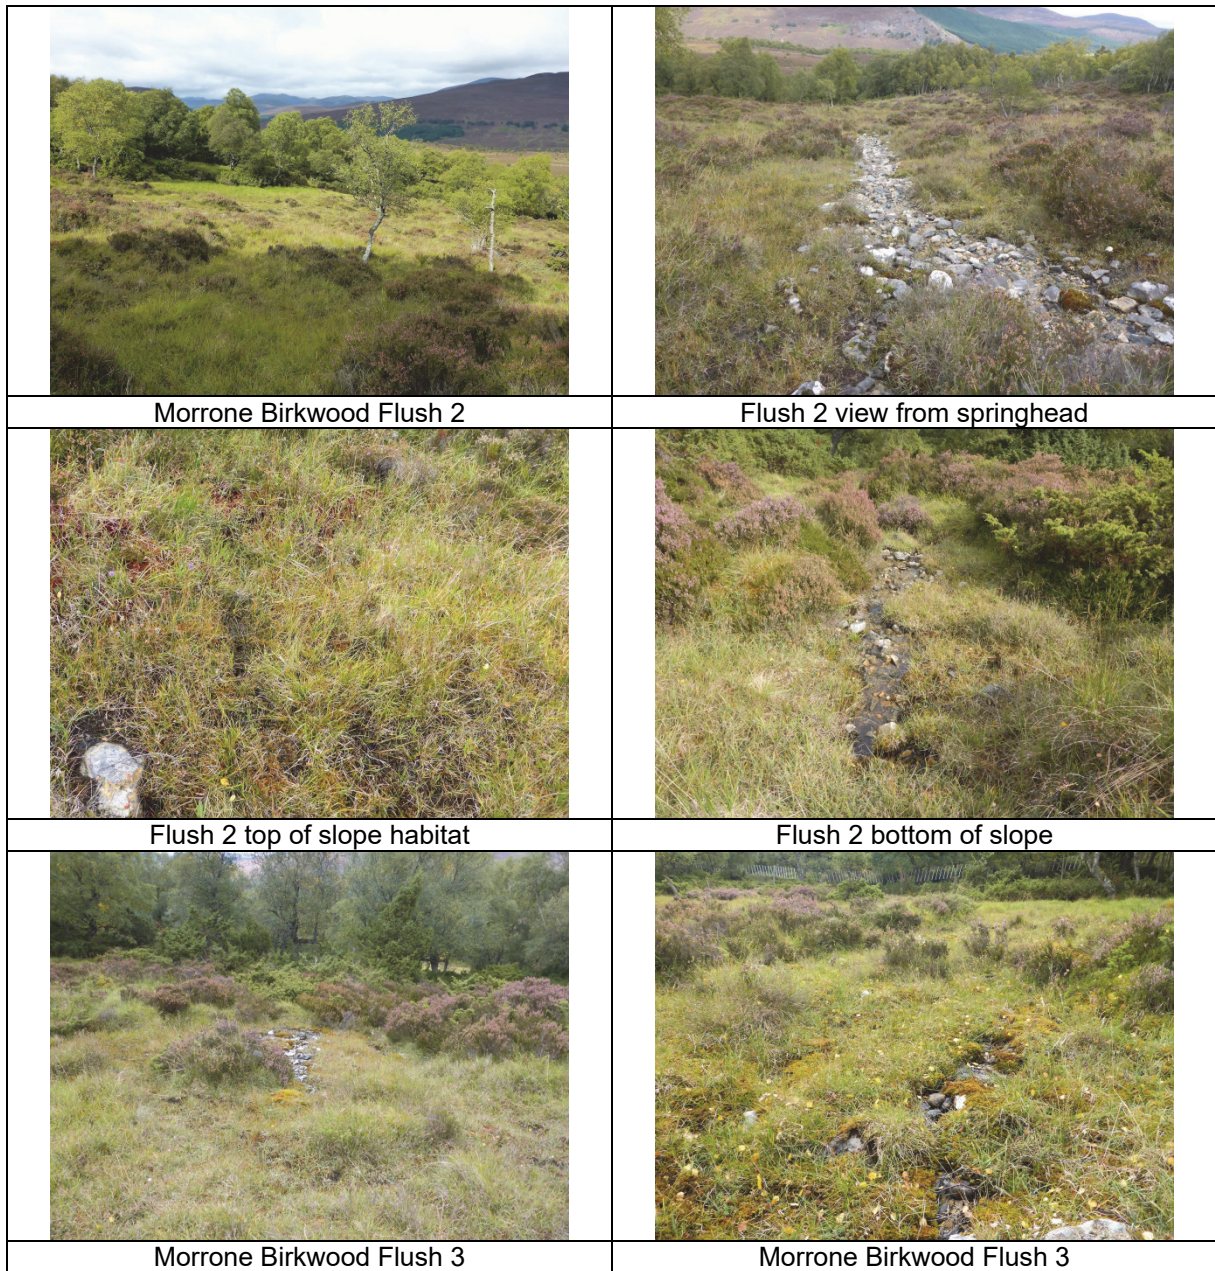 Morrone Birkwood Flush 2
Flush 2 view from springhead
Flush 2 top of slope habitat
Flush 2 bottom of slope
Morrone Birkwood Flush 3
Morrone Birkwood Flush 3